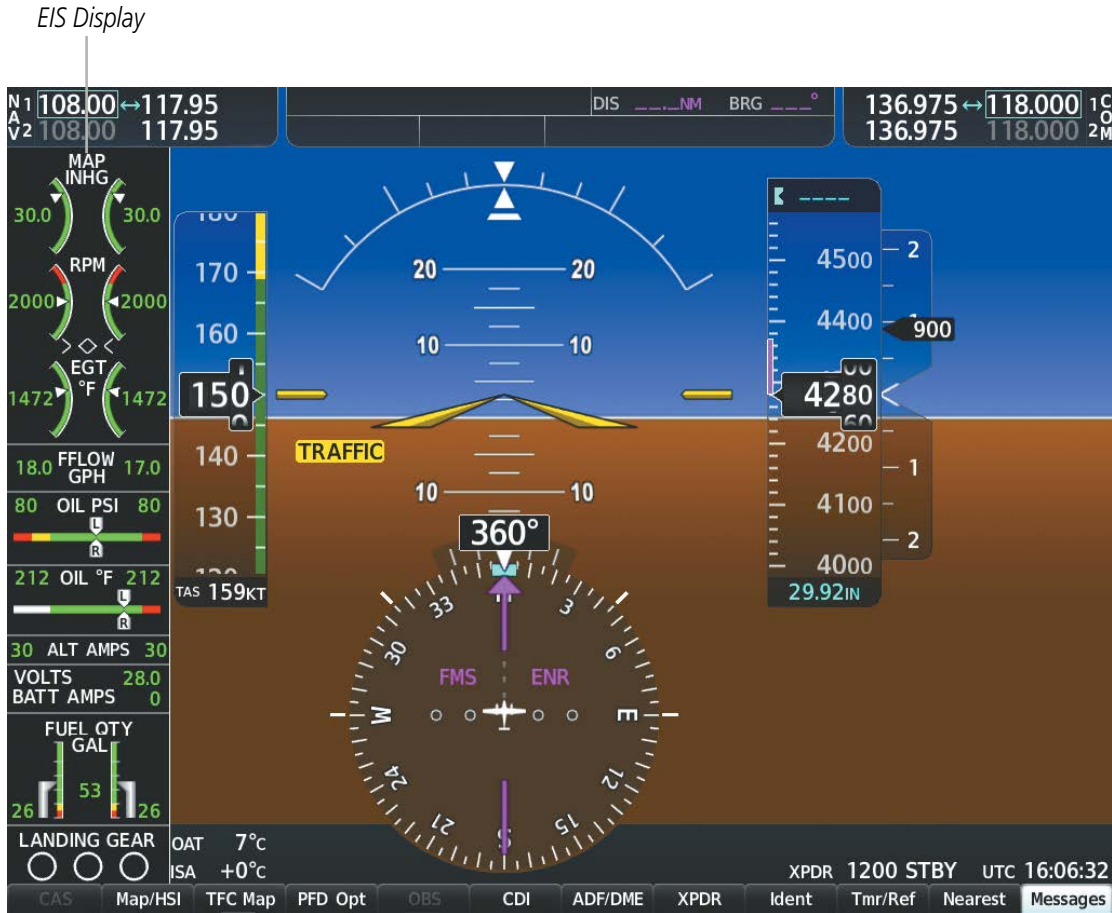 EIS Display
N 1 108.00 ↔ 117.95 DIS __._NM BRG ___° 136.975 ↔ 118.000 1 C
A O
V 2 108.00 117.95 136.975 118.000 2 M
MAP
INHG
30.0 30.0
RPM
2000 2000
EGT
°F
1472 1472
18.0 FFLOW 17.0
GPH
80 OIL PSI 80
L
R
212 OIL °F 212
L
R
30 ALT AMPS 30
VOLTS 28.0
BATT AMPS 0
FUEL QTY
GAL
53
26 26
LANDING GEAR
180
170
160
150
140
130
120
TAS 159KT
20 20
10 10
TRAFFIC
10 10
360°
33 3
30 6
FMS ENR
W E
24 12
21 15
S
----
4500 2
4400 1
900
4280
4200
4100 1
2
4000
29.92IN
OAT 7°C
ISA +0°C
XPDR 1200 STBY UTC 16:06:32
CAS Map/HSI TFC Map PFD Opt OBS CDI ADF/DME XPDR Ident Tmr/Ref Nearest Messages